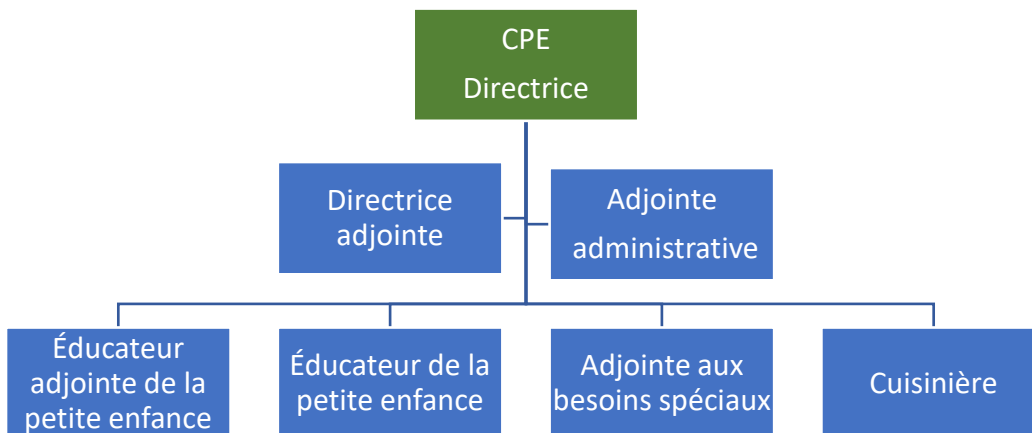 CPE
Directrice
Directrice
adjointe
Adjointe
administrative
Éducateur
adjointe de la
petite enfance
Éducateur de la
petite enfance
Adjointe aux
besoins spéciaux
Cuisinière